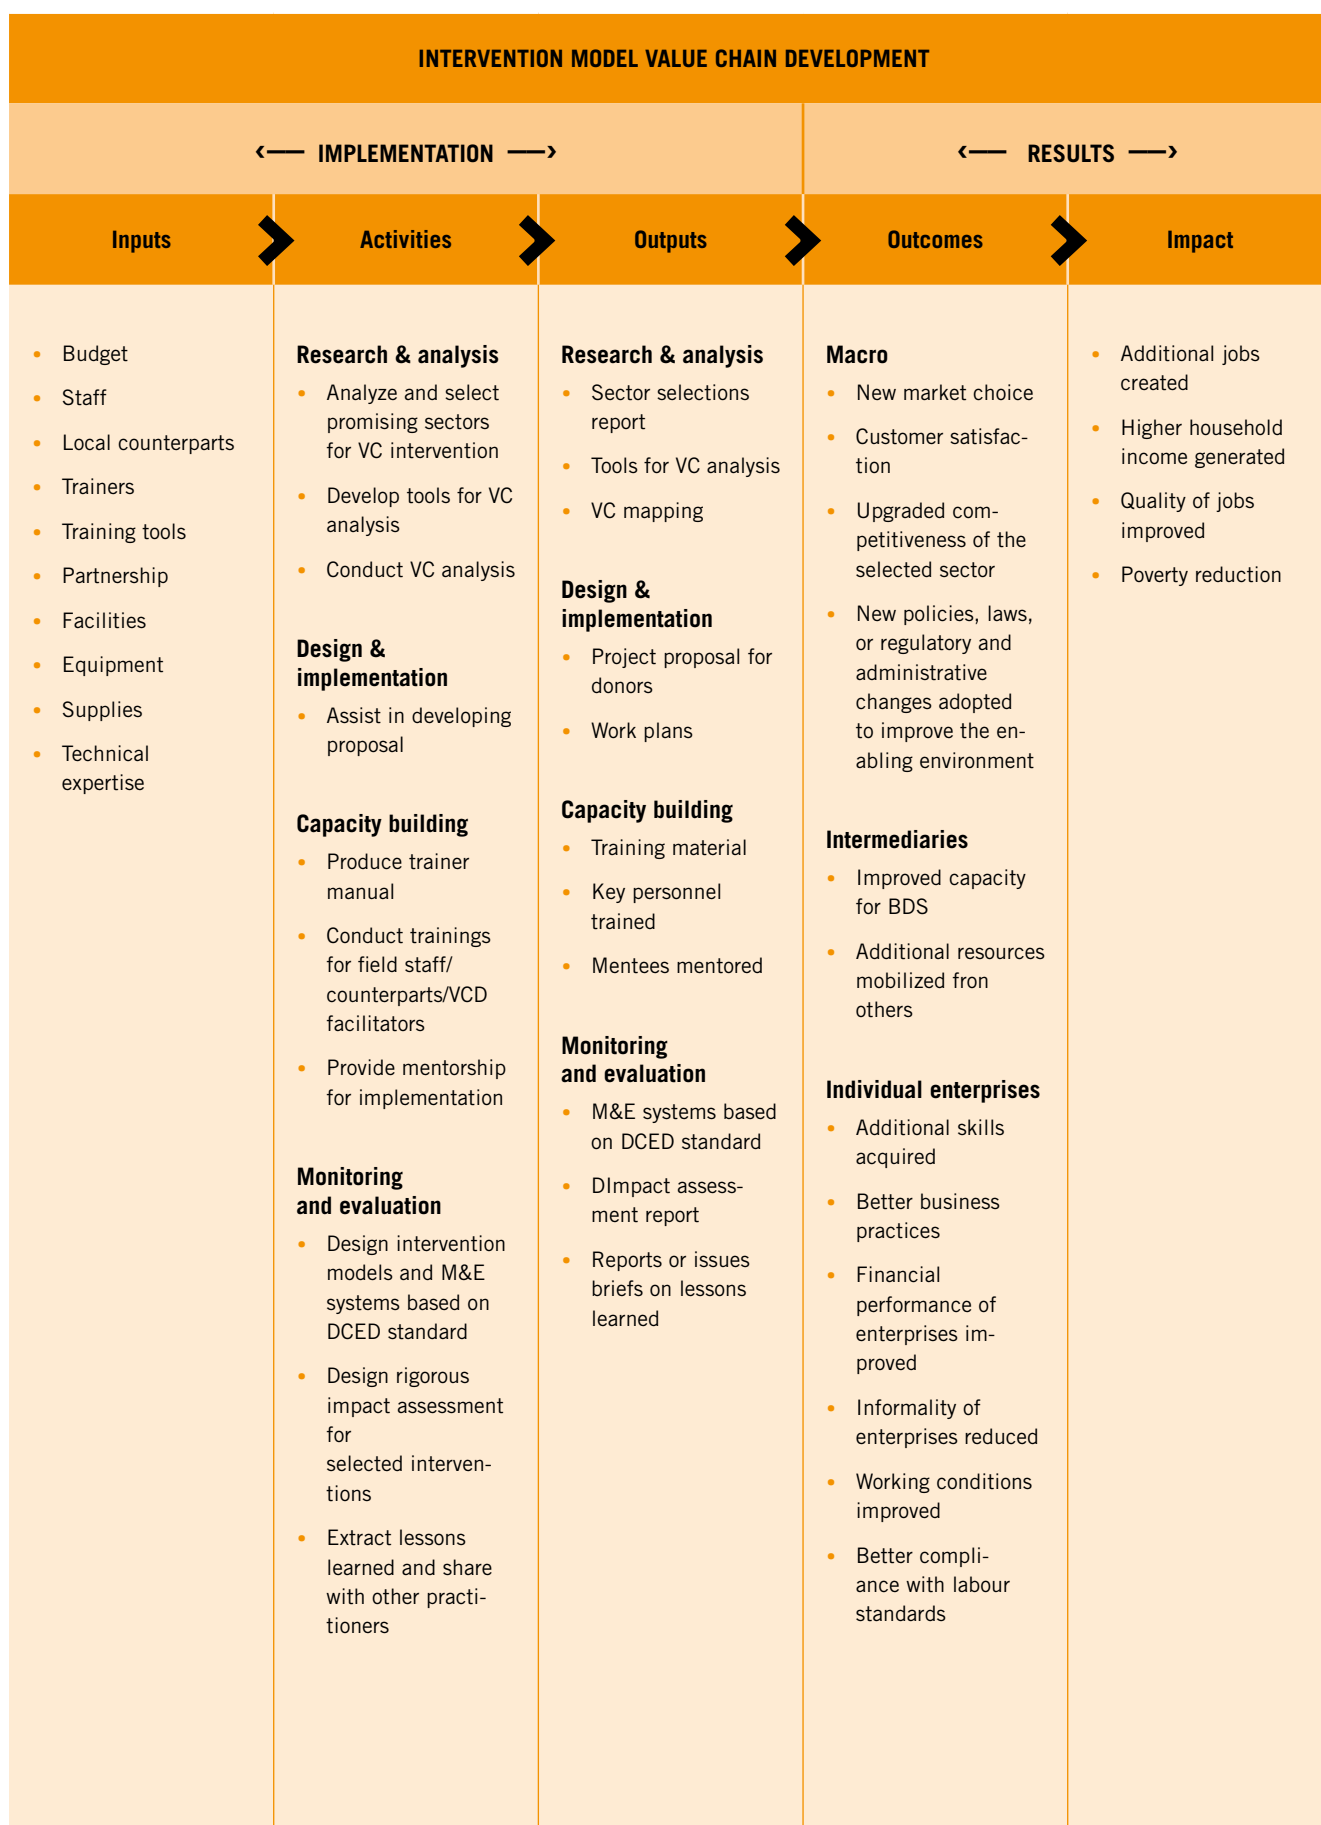 INTERVENTION MODEL VALUE CHAIN DEVELOPMENT
IMPLEMENTATION
RESULTS
Inputs
Activities
Outputs
Outcomes
Impact
• Budget
• Staff
• Local counterparts
• Trainers
• Training tools
• Partnership
• Facilities
• Equipment
• Supplies
• Technical
expertise
Research & analysis
• Analyze and select
promising sectors
for VC intervention
• Develop tools for VC
analysis
• Conduct VC analysis
Design &
implementation
• Assist in developing
proposal
Capacity building
• Produce trainer
manual
• Conduct trainings
for field staff/
counterparts/VCD
facilitators
• Provide mentorship
for implementation
Monitoring
and evaluation
• Design intervention
models and M&E
systems based on
DCED standard
• Design rigorous
impact assessment
for
selected interven-
tions
• Extract lessons
learned and share
with other practi-
tioners
Research & analysis
• Sector selections
report
• Tools for VC analysis
• VC mapping
Design &
implementation
• Project proposal for
donors
• Work plans
Capacity building
• Training material
• Key personnel
trained
• Mentees mentored
Monitoring
and evaluation
• M&E systems based
on DCED standard
• DImpact assess-
ment report
• Reports or issues
briefs on lessons
learned
Macro
• New market choice
• Customer satisfac-
tion
• Upgraded com-
petitiveness of the
selected sector
• New policies, laws,
or regulatory and
administrative
changes adopted
to improve the en-
abling environment
Intermediaries
• Improved capacity
for BDS
• Additional resources
mobilized fron
others
Individual enterprises
• Additional skills
acquired
• Better business
practices
• Financial
performance of
enterprises im-
proved
• Informality of
enterprises reduced
• Working conditions
improved
• Better compli-
ance with labour
standards
• Additional jobs
created
• Higher household
income generated
• Quality of jobs
improved
• Poverty reduction